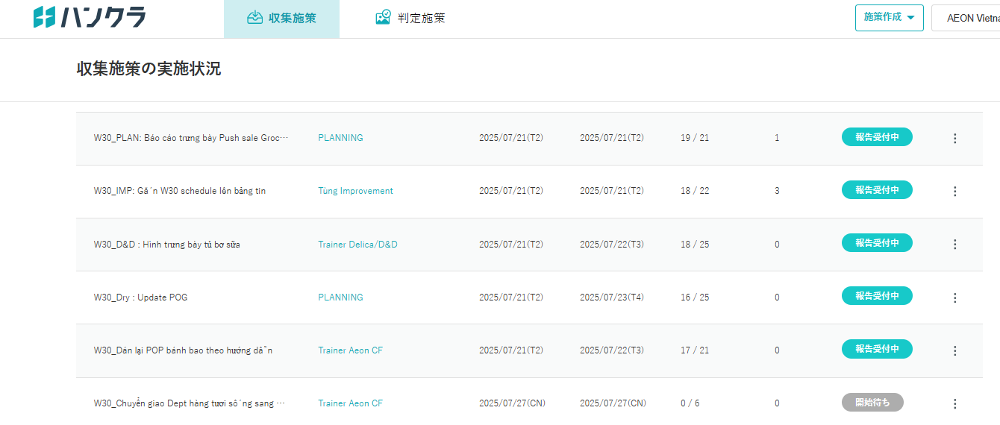 ハンクラ 収集施策 判定施策 施策作成 AEON Vietna
収集施策の実施状況
W30_PLAN: Báo cáo trưng bày Push sale Groc… PLANNING 2025/07/21(T2) 2025/07/21(T2) 19 / 21 1 報告受付中
W30_IMP: Gắn W30 schedule lên bảng tin Tùng Improvement 2025/07/21(T2) 2025/07/21(T2) 18 / 22 3 報告受付中
W30_D&D : Hình trưng bày tủ bơ sữa Trainer Delica/D&D 2025/07/21(T2) 2025/07/22(T3) 18 / 25 0 報告受付中
W30_Dry : Update POG PLANNING 2025/07/21(T2) 2025/07/23(T4) 16 / 25 0 報告受付中
W30_Dán lại POP bánh bao theo hướng dẫn Trainer Aeon CF 2025/07/21(T2) 2025/07/22(T3) 17 / 21 0 報告受付中
W30_Chuyển giao Dept hàng tươi sống sang … Trainer Aeon CF 2025/07/27(CN) 2025/07/27(CN) 0 / 6 0 開始待ち